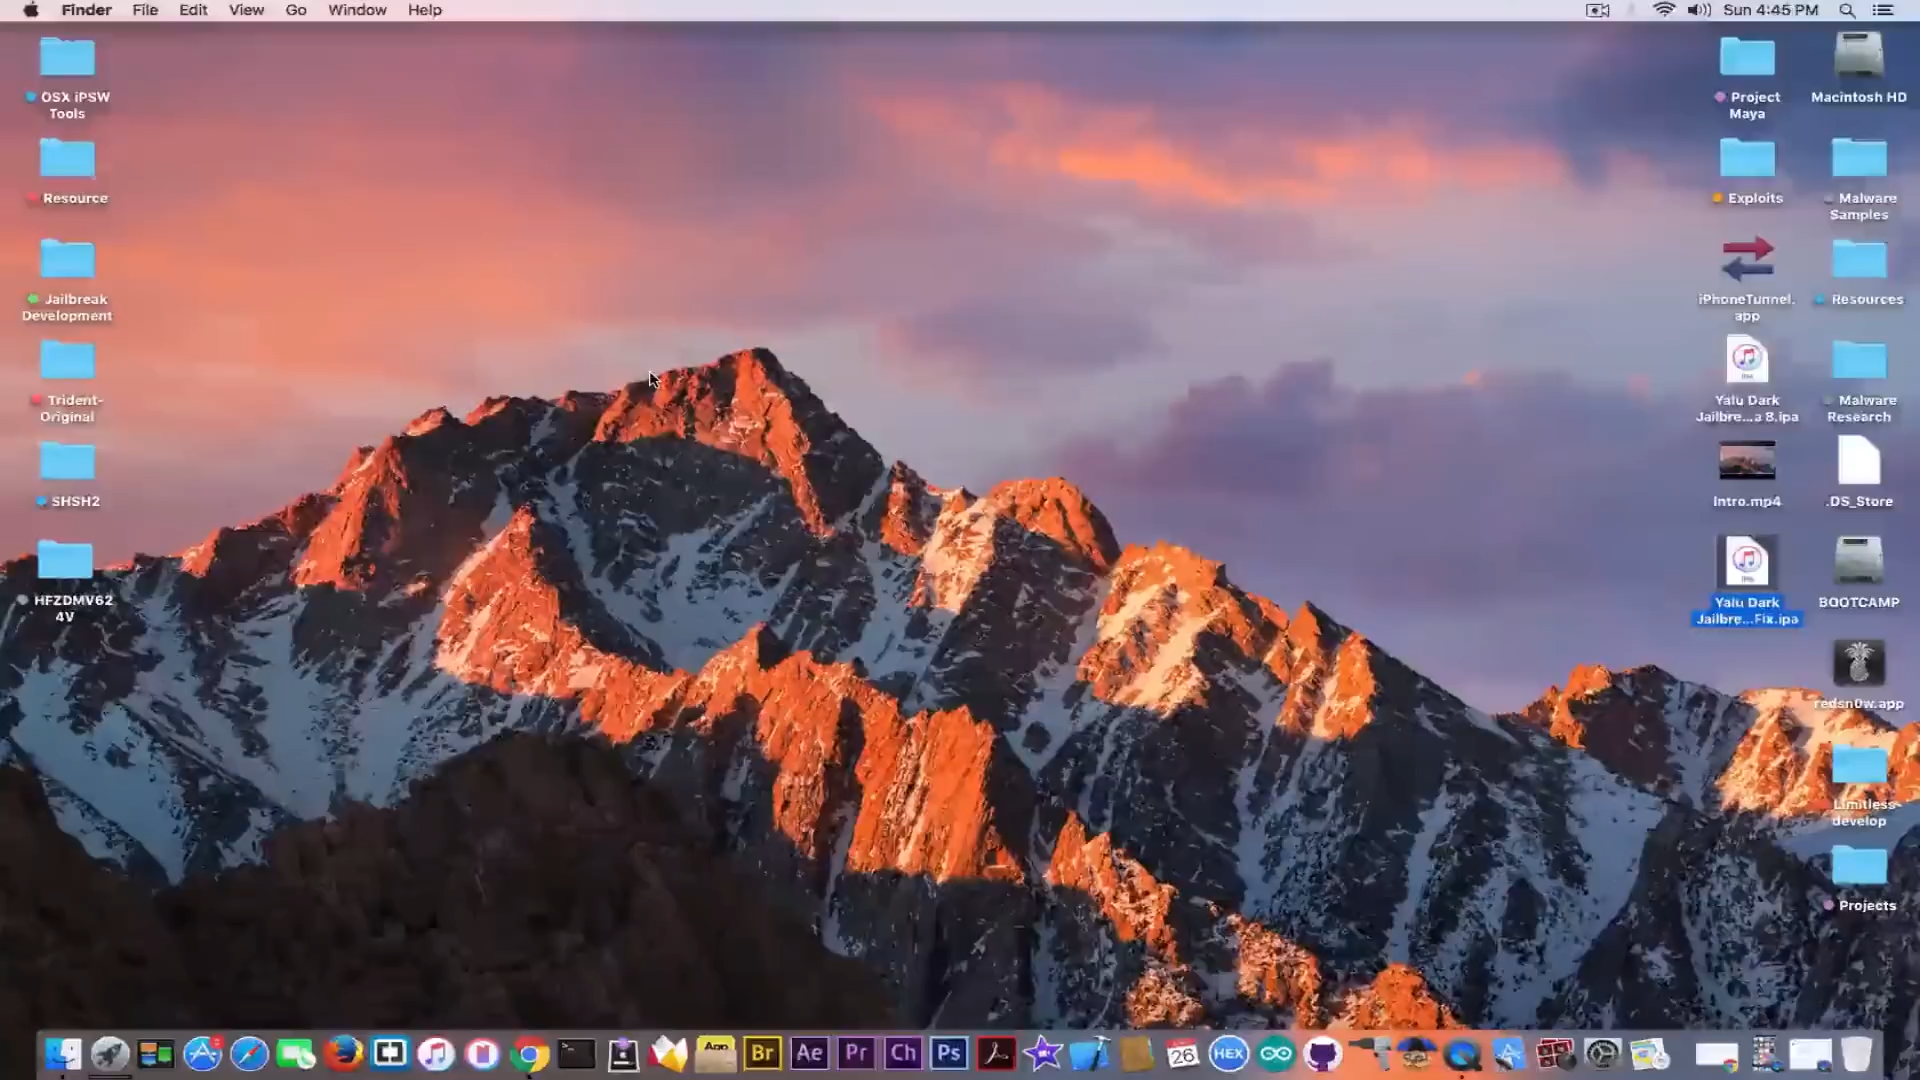 Finder File Edit View Go Window Help
Sun 4:45 PM
OSX iPSW
Tools
Resource
Jailbreak
Development
Trident-
Original
SHSH2
HFZDMV62
4V
Project
Maya
Macintosh HD
Exploits
Malware
Samples
iPhoneTunnel.
app
Resources
Yalu Dark
Jailbre...a 8.ipa
Malware
Research
Intro.mp4
.DS_Store
Yalu Dark
Jailbre...Fix.ipa
BOOTCAMP
redsn0w.app
Limitless-
develop
Projects
App
Br
Ae
Pr
Ch
Ps
26
HEX